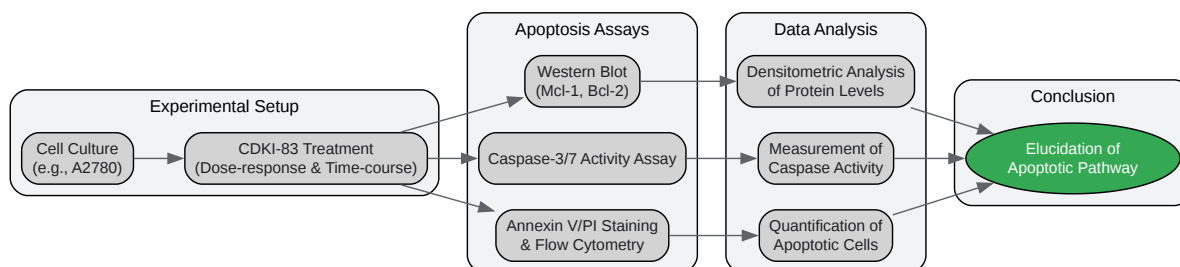 Experimental Setup
Cell Culture
(e.g., A2780)
CDKI-83 Treatment
(Dose-response & Time-course)
Apoptosis Assays
Western Blot
(Mcl-1, Bcl-2)
Caspase-3/7 Activity Assay
Annexin V/PI Staining
& Flow Cytometry
Data Analysis
Densitometric Analysis
of Protein Levels
Measurement of
Caspase Activity
Quantification of
Apoptotic Cells
Conclusion
Elucidation of
Apoptotic Pathway